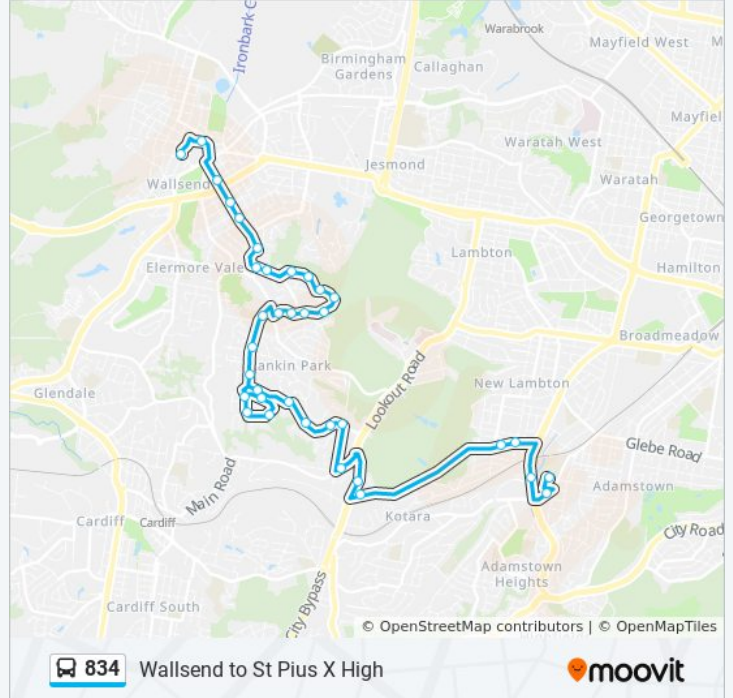 Warabrook
Ironbark C
Mayfield West
M
Birmingham
Gardens
Callaghan
Mayfiel
Waratah West
Jesmond
Waratah
Wallsend
Georgetown
Lambton
Elermore Vale
Hamilton
Broadmeadow
Rankin Park
Lookout Road
New Lambton
Glendale
Glebe Road
Main Road
Adamstown
Kotara
Cardiff
Cardiff
City Road
Adamstown
Heights
City Bypass
Cardiff South
© OpenStreetMap contributors | © OpenMapTiles
834 Wallsend to St Pius X High
moovit